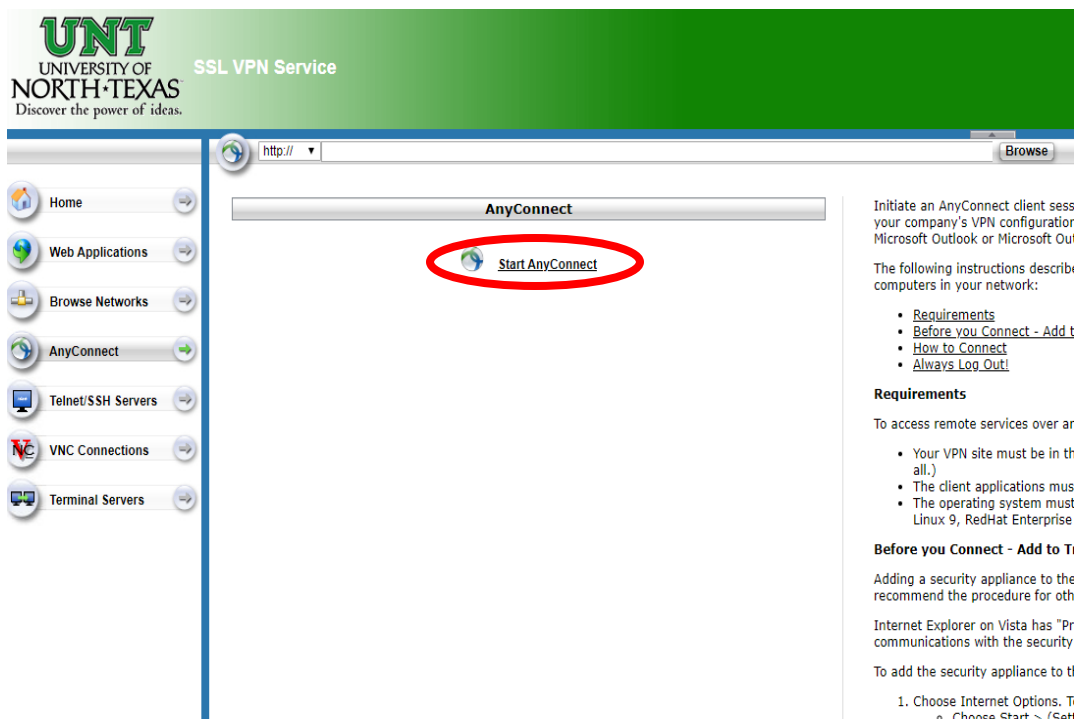 UNT
UNIVERSITY OF
NORTH TEXAS
Discover the power of ideas.
SSL VPN Service
http://
Browse
Home
Web Applications
Browse Networks
AnyConnect
Telnet/SSH Servers
VNC Connections
Terminal Servers
AnyConnect
Start AnyConnect
Initiate an AnyConnect client sess
your company's VPN configuration
Microsoft Outlook or Microsoft Out
The following instructions describe
computers in your network:
• Requirements
• Before you Connect - Add t
• How to Connect
• Always Log Out!
Requirements
To access remote services over an
• Your VPN site must be in th
all.)
• The client applications mus
• The operating system must
Linux 9, RedHat Enterprise
Before you Connect - Add to Tr
Adding a security appliance to the
recommend the procedure for oth
Internet Explorer on Vista has "Pr
communications with the security
To add the security appliance to th
1. Choose Internet Options. To
Choose Start > (Sett